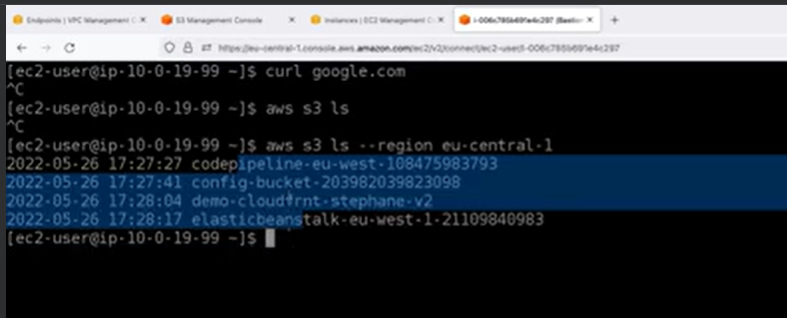 Endpoints | VPC Management C
S3 Management Console
Instances | EC2 Management C
i-006c785b691e4c297 (Bastion
https://eu-central-1.console.aws.amazon.com/ec2/v2/connect/ec2-user/i-006c785b691e4c297
[ec2-user@ip-10-0-19-99 ~]$ curl google.com
^C
[ec2-user@ip-10-0-19-99 ~]$ aws s3 ls
^C
[ec2-user@ip-10-0-19-99 ~]$ aws s3 ls --region eu-central-1
2022-05-26 17:27:27 codepipeline-eu-west-108475983793
2022-05-26 17:27:41 config-bucket-203982039823098
2022-05-26 17:28:04 demo-cloudfrnt-stephane-v2
2022-05-26 17:28:17 elasticbeanstalk-eu-west-1-21109840983
[ec2-user@ip-10-0-19-99 ~]$